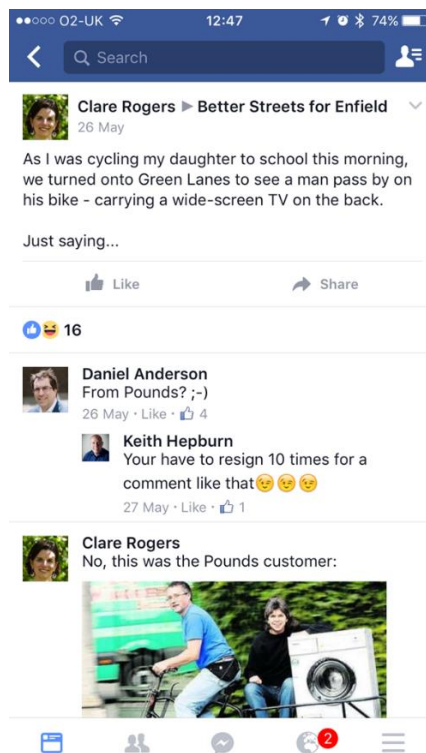 O2-UK 12:47 74%
Search
Clare Rogers ▶ Better Streets for Enfield
26 May
As I was cycling my daughter to school this morning,
we turned onto Green Lanes to see a man pass by on
his bike - carrying a wide-screen TV on the back.
Just saying...
Like Share
16
Daniel Anderson
From Pounds? ;-)
26 May · Like · 4
Keith Hepburn
Your have to resign 10 times for a
comment like that😉😉😉
27 May · Like · 1
Clare Rogers
No, this was the Pounds customer:
2